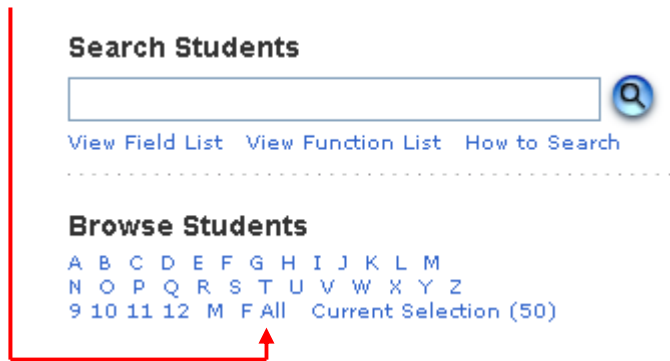 Search Students
View Field List View Function List How to Search
Browse Students
A B C D E F G H I J K L M
N O P Q R S T U V W X Y Z
9 10 11 12 M F All Current Selection (50)